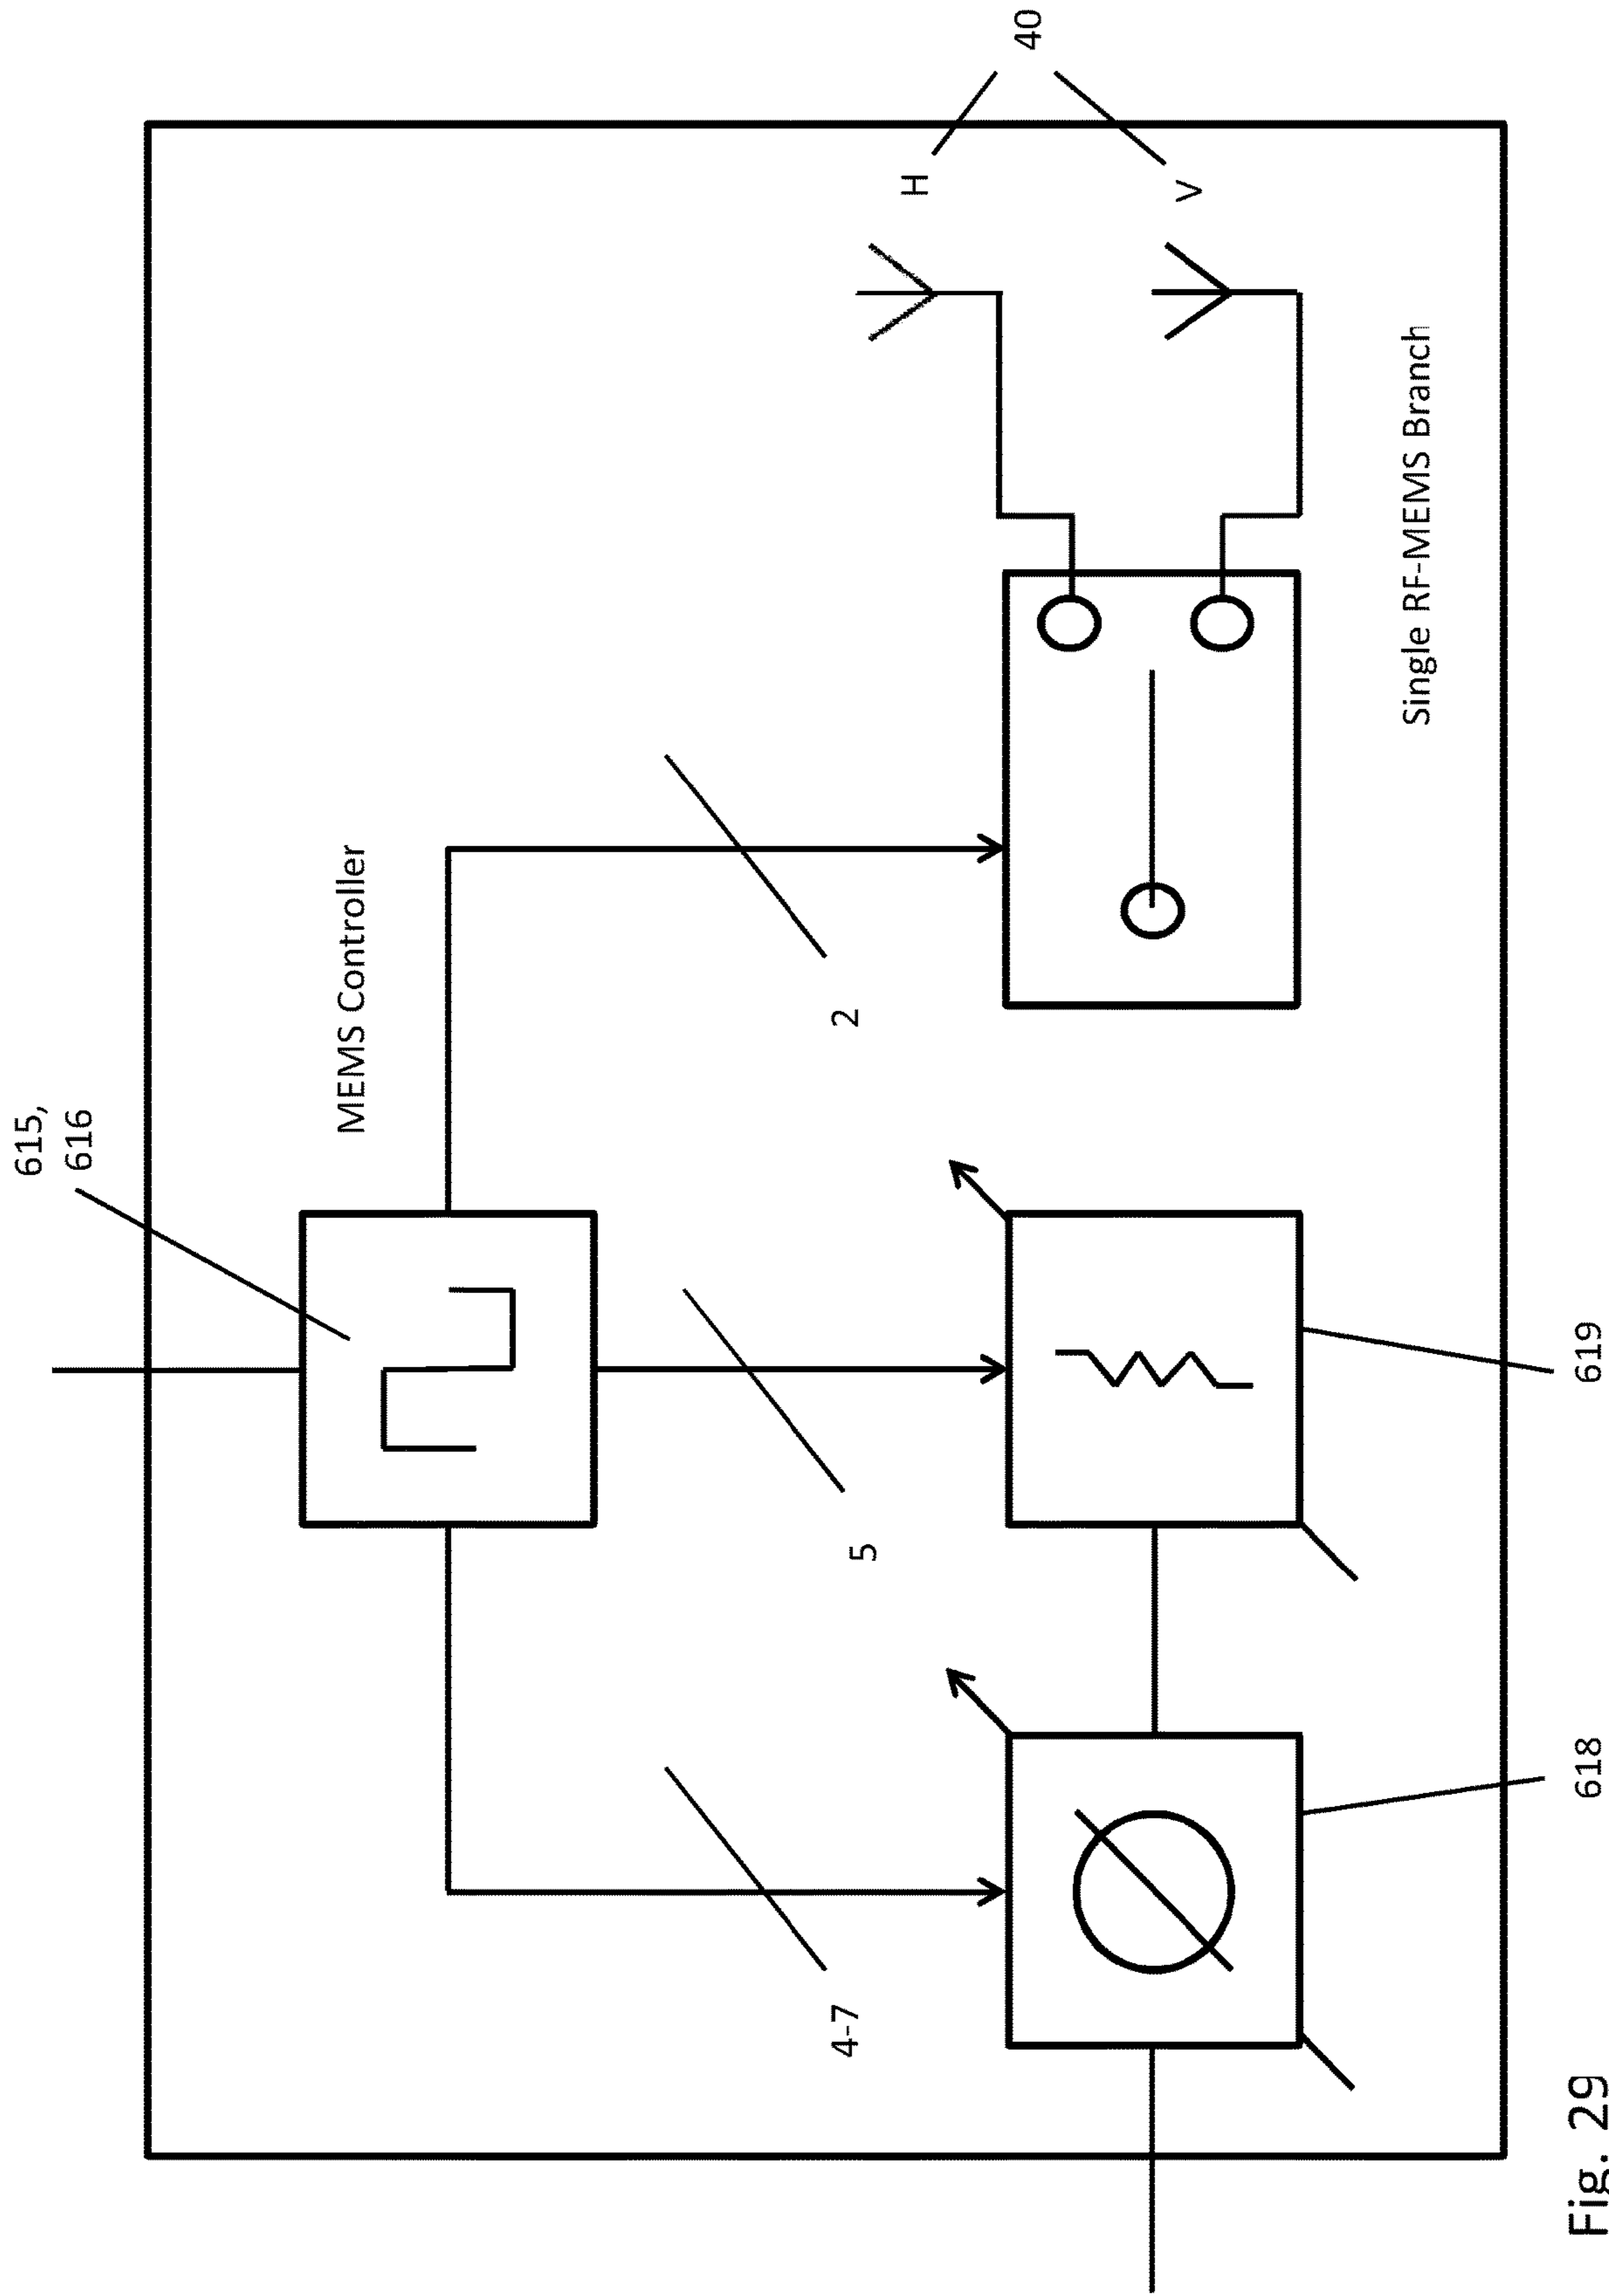 615,
616
MEMS Controller
40
H
V
2
5
4-7
Single RF-MEMS Branch
618
619
Fig. 29